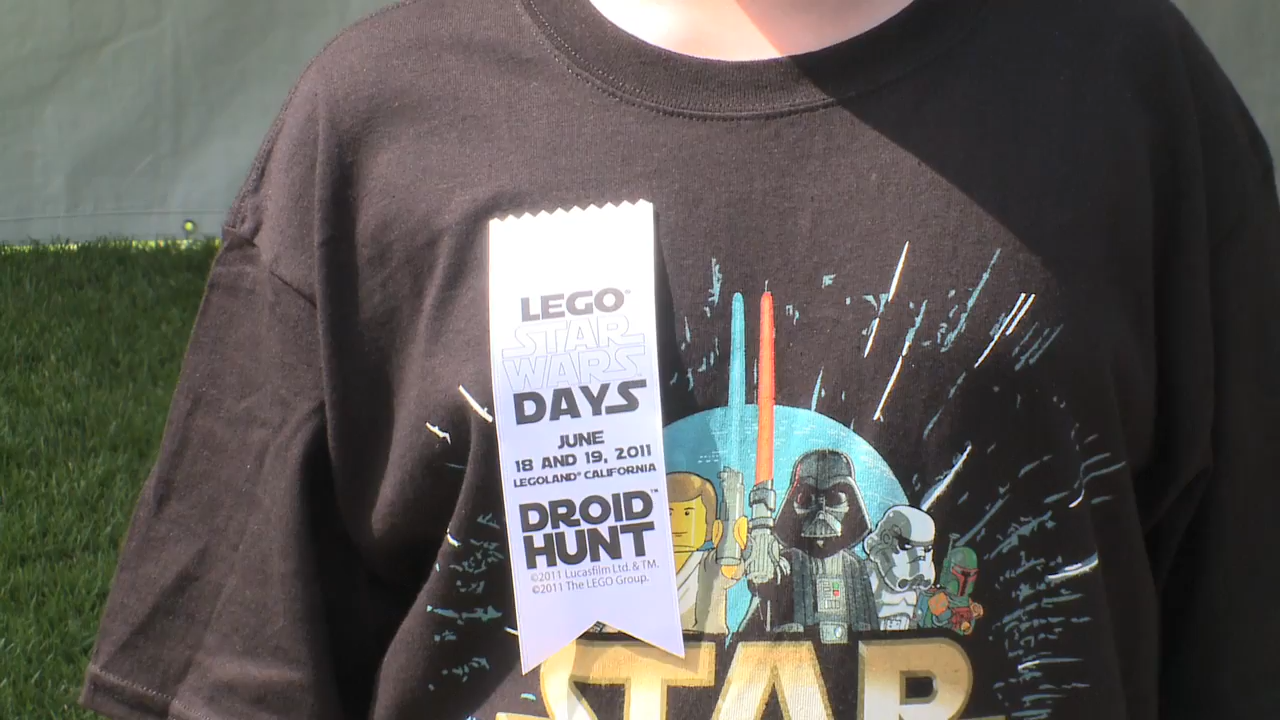 LEGO®
STAR
WARS
DAYS
JUNE
18 AND 19, 2011
LEGOLAND® CALIFORNIA
DROID™
HUNT
©2011 Lucasfilm Ltd. & TM.
©2011 The LEGO Group.
STAR